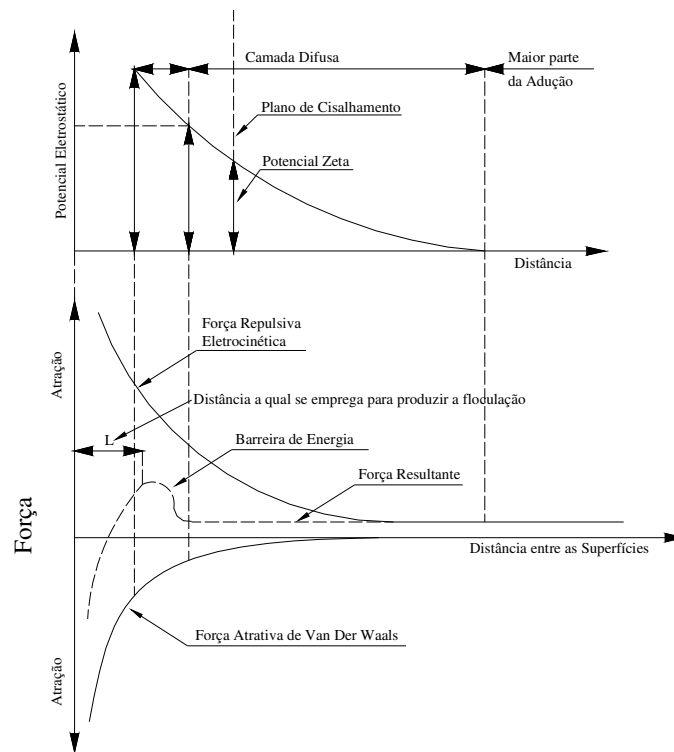 Camada Difusa
Maior parte
da Adução
Plano de Cisalhamento
Potencial Zeta
Potencial Eletrostático
Distância
Força Repulsiva
Eletrocinética
Atração
Distância a qual se emprega para produzir a floculação
L
Barreira de Energia
Força Resultante
Força
Distância entre as Superfícies
Força Atrativa de Van Der Waals
Atração